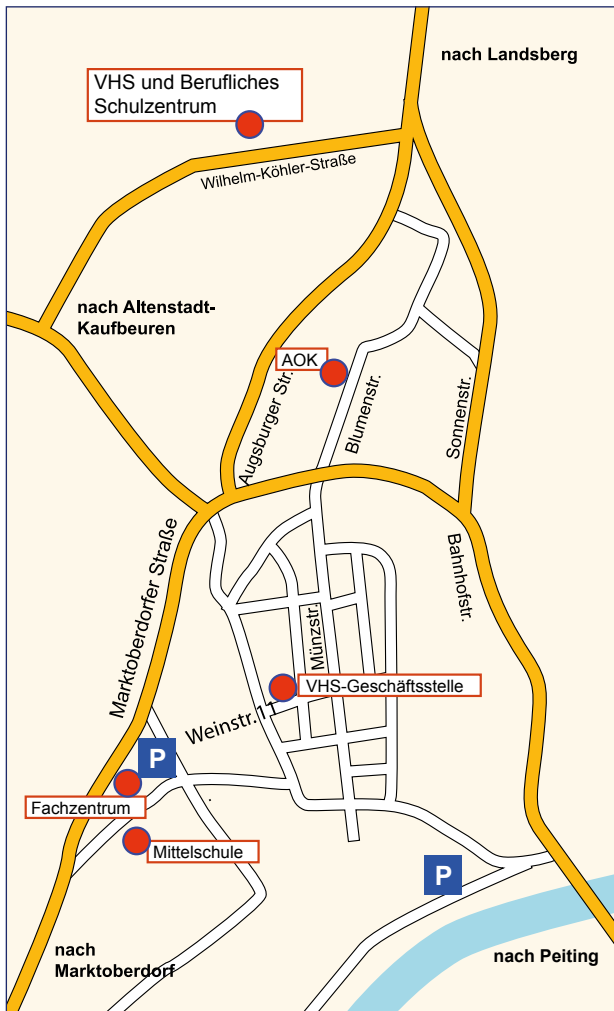 nach Landsberg
VHS und Berufliches
Schulzentrum
Wilhelm-Köhler-Straße
nach Altenstadt-
Kaufbeuren
AOK
Augsburger Str.
Blumenstr.
Sonnenstr.
Marktoberdorfer Straße
Bahnhofstr.
Münzstr.
VHS-Geschäftsstelle
Weinstr.11
P
Fachzentrum
Mittelschule
P
nach
Marktoberdorf
nach Peiting